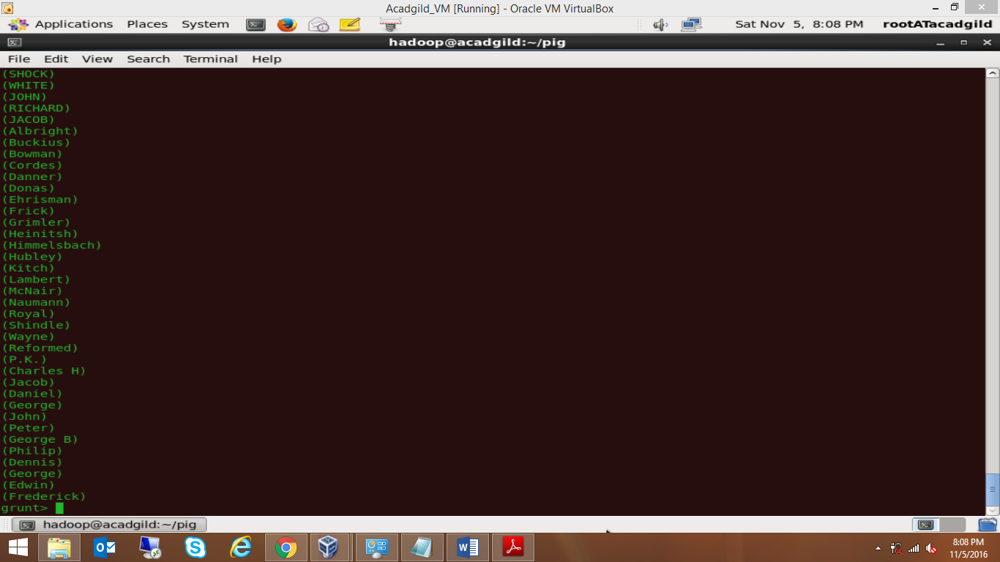 Acadgild_VM [Running] - Oracle VM VirtualBox
Applications Places System Sat Nov 5, 8:08 PM rootATacadgild
hadoop@acadgild:~/pig
File Edit View Search Terminal Help
(SHOCK)
(WHITE)
(JOHN)
(RICHARD)
(JACOB)
(Albright)
(Buckius)
(Bowman)
(Cordes)
(Danner)
(Donas)
(Ehrisman)
(Frick)
(Grimler)
(Heinitsh)
(Himmelsbach)
(Hubley)
(Kitch)
(Lambert)
(McNair)
(Naumann)
(Royal)
(Shindle)
(Wayne)
(Reformed)
(P.K.)
(Charles H)
(Jacob)
(Daniel)
(George)
(John)
(Peter)
(George B)
(Philip)
(Dennis)
(George)
(Edwin)
(Frederick)
grunt>
hadoop@acadgild:~/pig
8:08 PM
11/5/2016